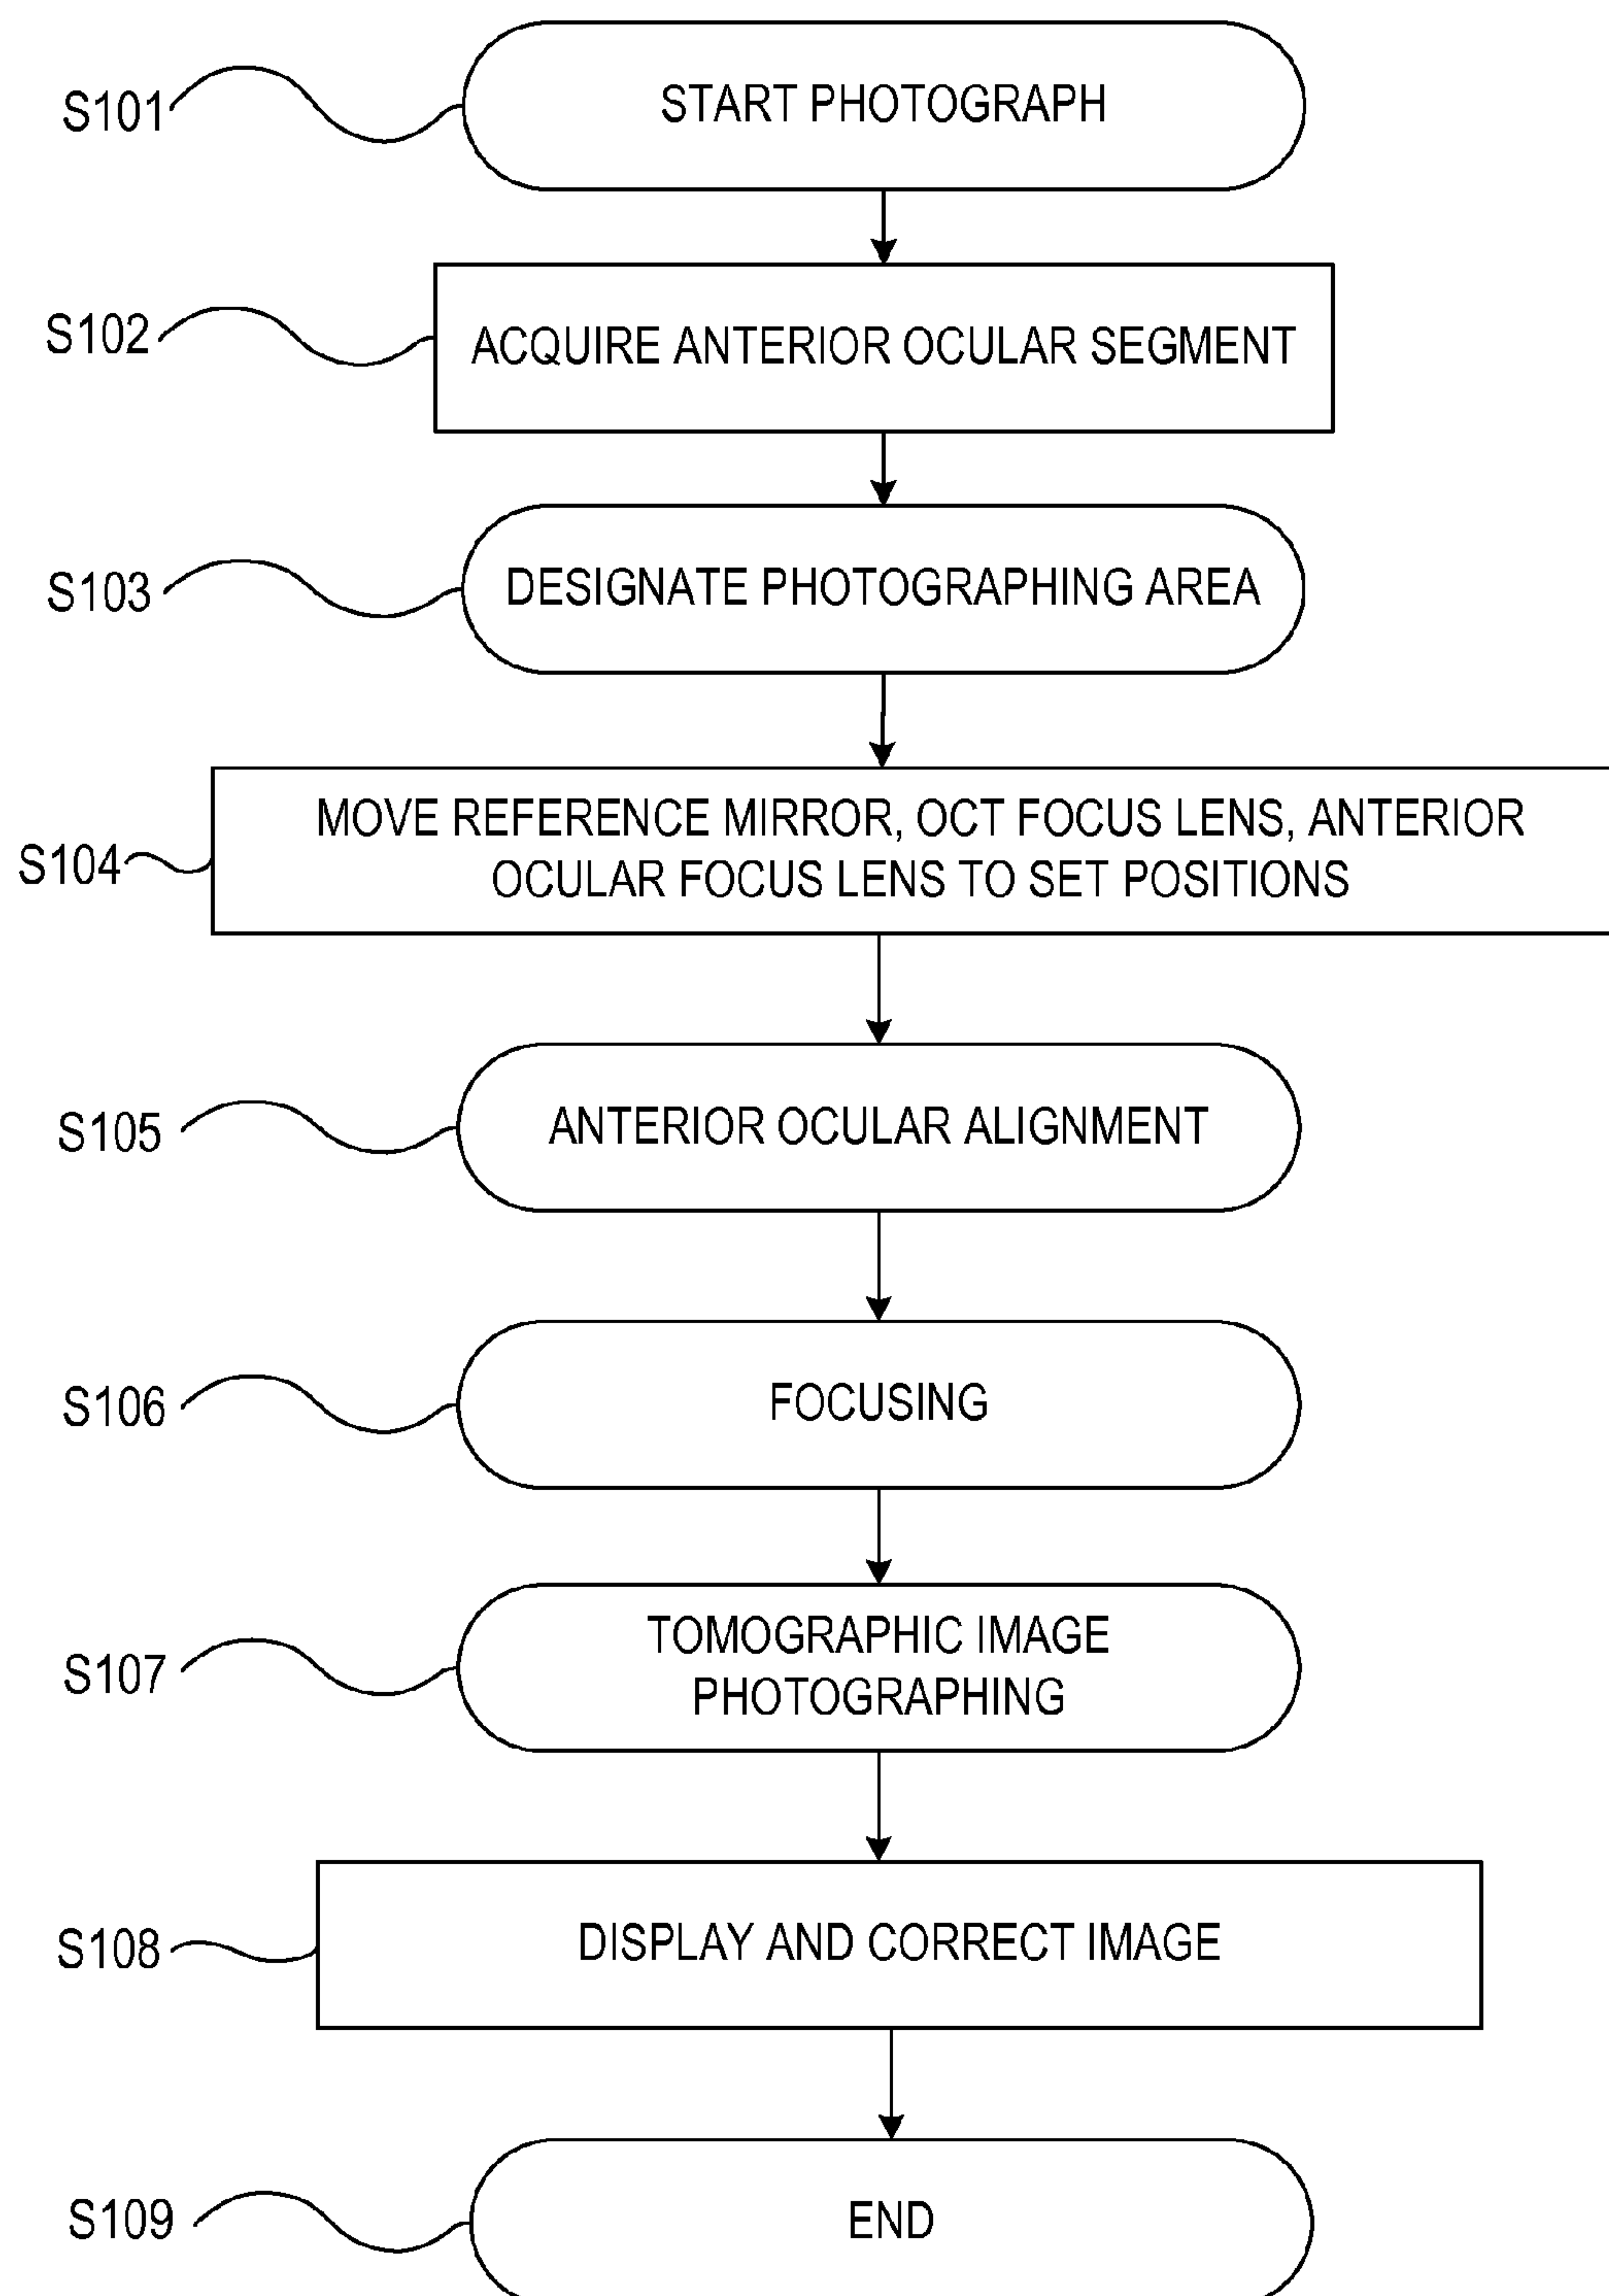 S101
START PHOTOGRAPH
S102
ACQUIRE ANTERIOR OCULAR SEGMENT
S103
DESIGNATE PHOTOGRAPHING AREA
S104
MOVE REFERENCE MIRROR, OCT FOCUS LENS, ANTERIOR
OCULAR FOCUS LENS TO SET POSITIONS
S105
ANTERIOR OCULAR ALIGNMENT
S106
FOCUSING
S107
TOMOGRAPHIC IMAGE
PHOTOGRAPHING
S108
DISPLAY AND CORRECT IMAGE
S109
END